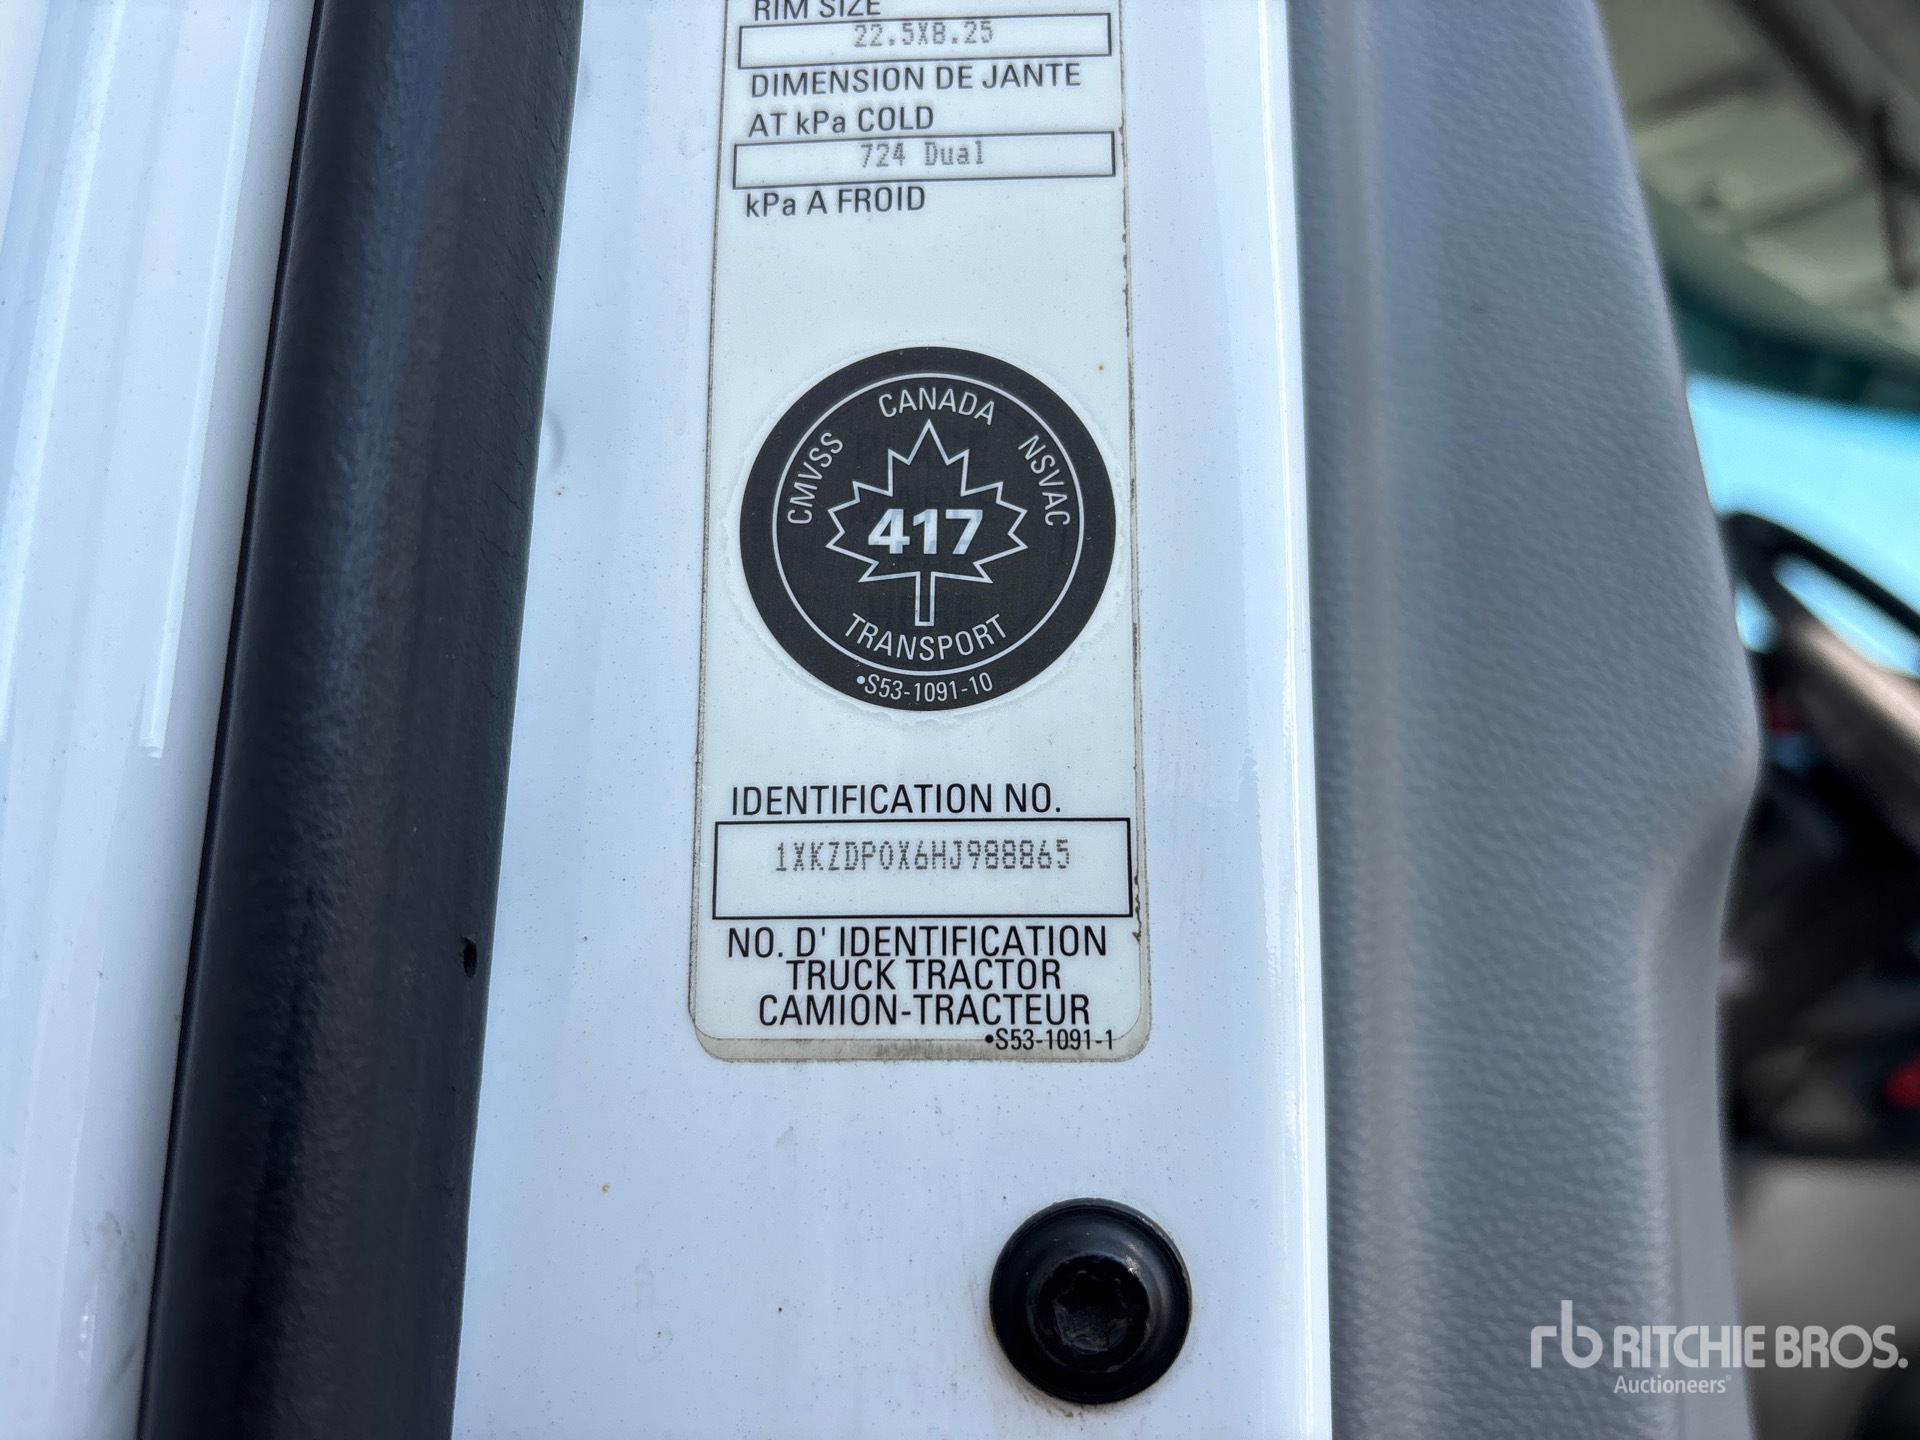 RIM SIZE
22.5X8.25
DIMENSION DE JANTE
AT kPa COLD
724 Dual
kPa A FROID
CANADA
CMVSS
NSVAC
417
TRANSPORT
•S53-1091-10
IDENTIFICATION NO.
1XKZDP0X6HJ988865
NO. D' IDENTIFICATION
TRUCK TRACTOR
CAMION-TRACTEUR
•S53-1091-1
rb RITCHIE BROS.
Auctioneers